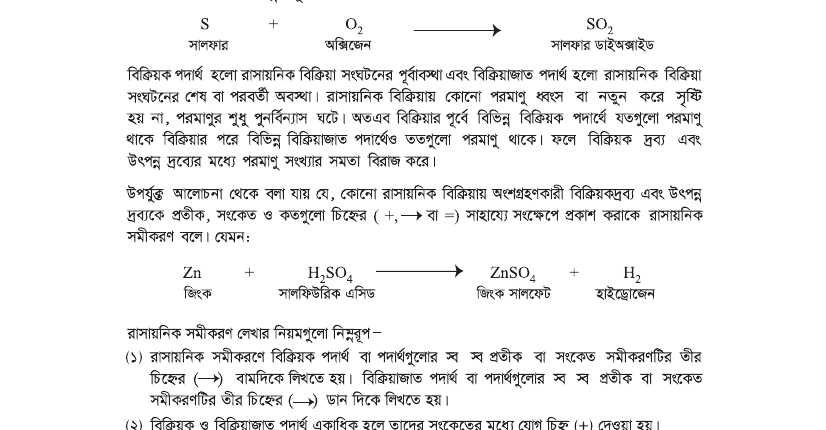 S + O₂ ⟶ SO₂
সালফার অক্সিজেন সালফার ডাইঅক্সাইড
বিক্রিয়ক পদার্থ হলো রাসায়নিক বিক্রিয়া সংঘটনের পূর্বাবস্থা এবং বিক্রিয়াজাত পদার্থ হলো রাসায়নিক বিক্রিয়া
সংঘটনের শেষ বা পরবর্তী অবস্থা। রাসায়নিক বিক্রিয়ায় কোনো পরমাণু ধ্বংস বা নতুন করে সৃষ্টি
হয় না, পরমাণুর শুধু পুনর্বিন্যাস ঘটে। অতএব বিক্রিয়ার পূর্বে বিভিন্ন বিক্রিয়ক পদার্থে যতগুলো পরমাণু
থাকে বিক্রিয়ার পরে বিভিন্ন বিক্রিয়াজাত পদার্থেও ততগুলো পরমাণু থাকে। ফলে বিক্রিয়ক দ্রব্য এবং
উৎপন্ন দ্রব্যের মধ্যে পরমাণু সংখ্যার সমতা বিরাজ করে।
উপর্যুক্ত আলোচনা থেকে বলা যায় যে, কোনো রাসায়নিক বিক্রিয়ায় অংশগ্রহণকারী বিক্রিয়কদ্রব্য এবং উৎপন্ন
দ্রব্যকে প্রতীক, সংকেত ও কতগুলো চিহ্নের ( +, ⟶ বা =) সাহায্যে সংক্ষেপে প্রকাশ করাকে রাসায়নিক
সমীকরণ বলে। যেমন:
Zn + H₂SO₄ ⟶ ZnSO₄ + H₂
জিংক সালফিউরিক এসিড জিংক সালফেট হাইড্রোজেন
রাসায়নিক সমীকরণ লেখার নিয়মগুলো নিম্নরূপ–
(১) রাসায়নিক সমীকরণে বিক্রিয়ক পদার্থ বা পদার্থগুলোর স্ব স্ব প্রতীক বা সংকেত সমীকরণটির তীর
চিহ্নের (⟶) বামদিকে লিখতে হয়। বিক্রিয়াজাত পদার্থ বা পদার্থগুলোর স্ব স্ব প্রতীক বা সংকেত
সমীকরণটির তীর চিহ্নের (⟶) ডান দিকে লিখতে হয়।
(২) বিক্রিয়ক ও বিক্রিয়াজাত পদার্থ একাধিক হলে তাদের সংকেতের মধ্যে যোগ চিহ্ন (+) দেওয়া হয়।